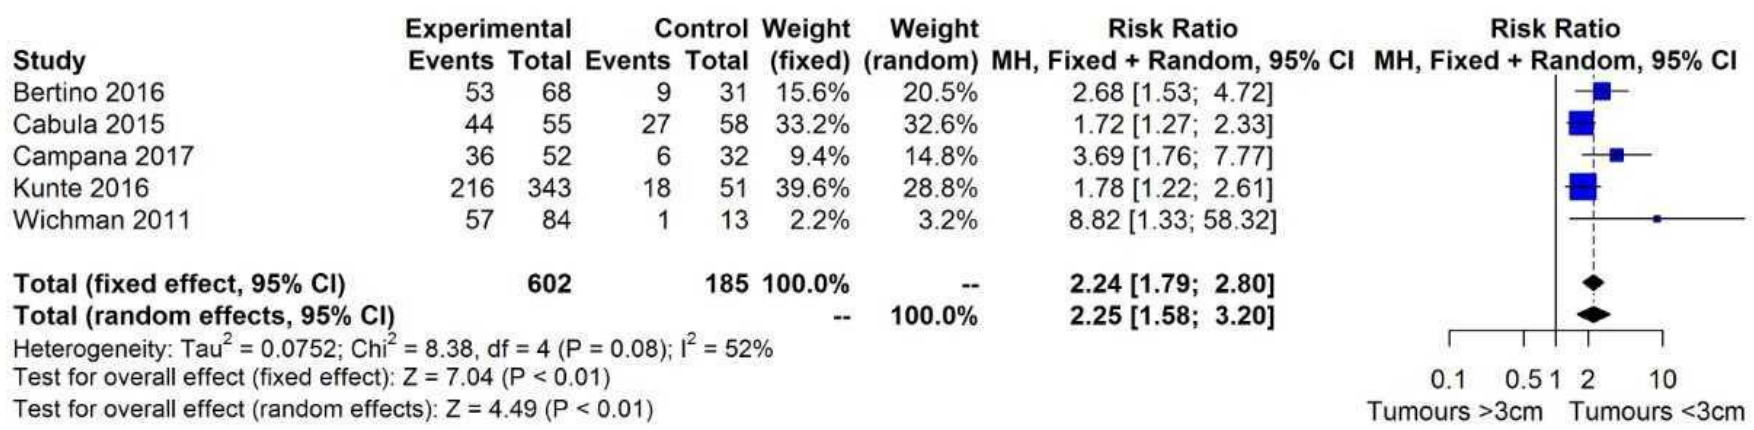 Experimental Control Weight Weight Risk Ratio Risk Ratio
Study Events Total Events Total (fixed) (random) MH, Fixed + Random, 95% CI MH, Fixed + Random, 95% CI
Bertino 2016 53 68 9 31 15.6% 20.5% 2.68 [1.53; 4.72]
Cabula 2015 44 55 27 58 33.2% 32.6% 1.72 [1.27; 2.33]
Campana 2017 36 52 6 32 9.4% 14.8% 3.69 [1.76; 7.77]
Kunte 2016 216 343 18 51 39.6% 28.8% 1.78 [1.22; 2.61]
Wichman 2011 57 84 1 13 2.2% 3.2% 8.82 [1.33; 58.32]
Total (fixed effect, 95% CI) 602 185 100.0% -- 2.24 [1.79; 2.80]
Total (random effects, 95% CI) -- 100.0% 2.25 [1.58; 3.20]
Heterogeneity: Tau² = 0.0752; Chi² = 8.38, df = 4 (P = 0.08); I² = 52%
Test for overall effect (fixed effect): Z = 7.04 (P < 0.01)
Test for overall effect (random effects): Z = 4.49 (P < 0.01)
0.1 0.5 1 2 10
Tumours >3cm Tumours <3cm